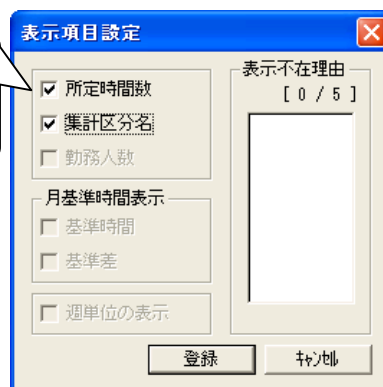 表示項目設定
所定時間数
集計区分名
勤務人数
月基準時間表示
基準時間
基準差
週単位の表示
表示不在理由
[ 0 / 5 ]
登録
ｷｬﾝｾﾙ